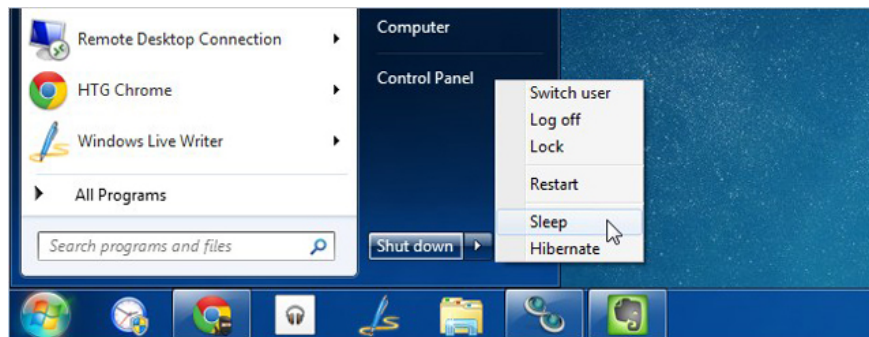 Remote Desktop Connection
HTG Chrome
Windows Live Writer
All Programs
Search programs and files
Computer
Control Panel
Shut down
Switch user
Log off
Lock
Restart
Sleep
Hibernate